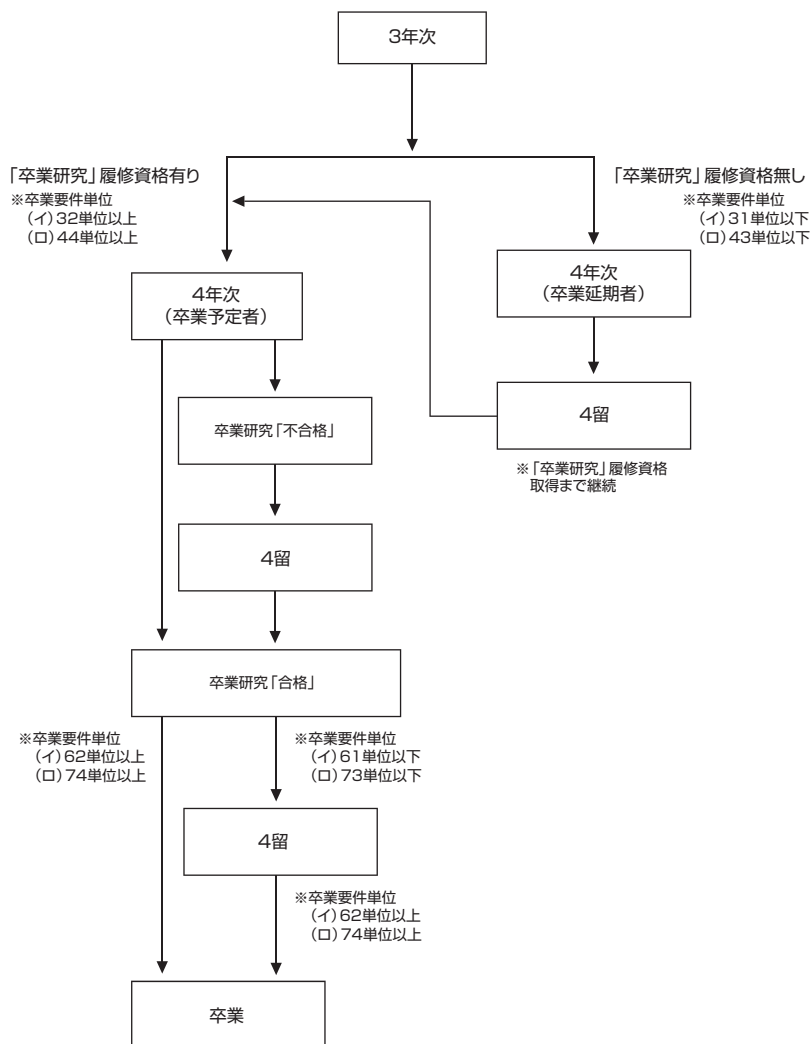 3年次
「卒業研究」履修資格有り
※卒業要件単位
(イ)32単位以上
(ロ)44単位以上
「卒業研究」履修資格無し
※卒業要件単位
(イ)31単位以下
(ロ)43単位以下
4年次
(卒業予定者)
4年次
(卒業延期者)
卒業研究「不合格」
4留
※「卒業研究」履修資格
取得まで継続
4留
卒業研究「合格」
※卒業要件単位
(イ)62単位以上
(ロ)74単位以上
※卒業要件単位
(イ)61単位以下
(ロ)73単位以下
4留
※卒業要件単位
(イ)62単位以上
(ロ)74単位以上
卒業